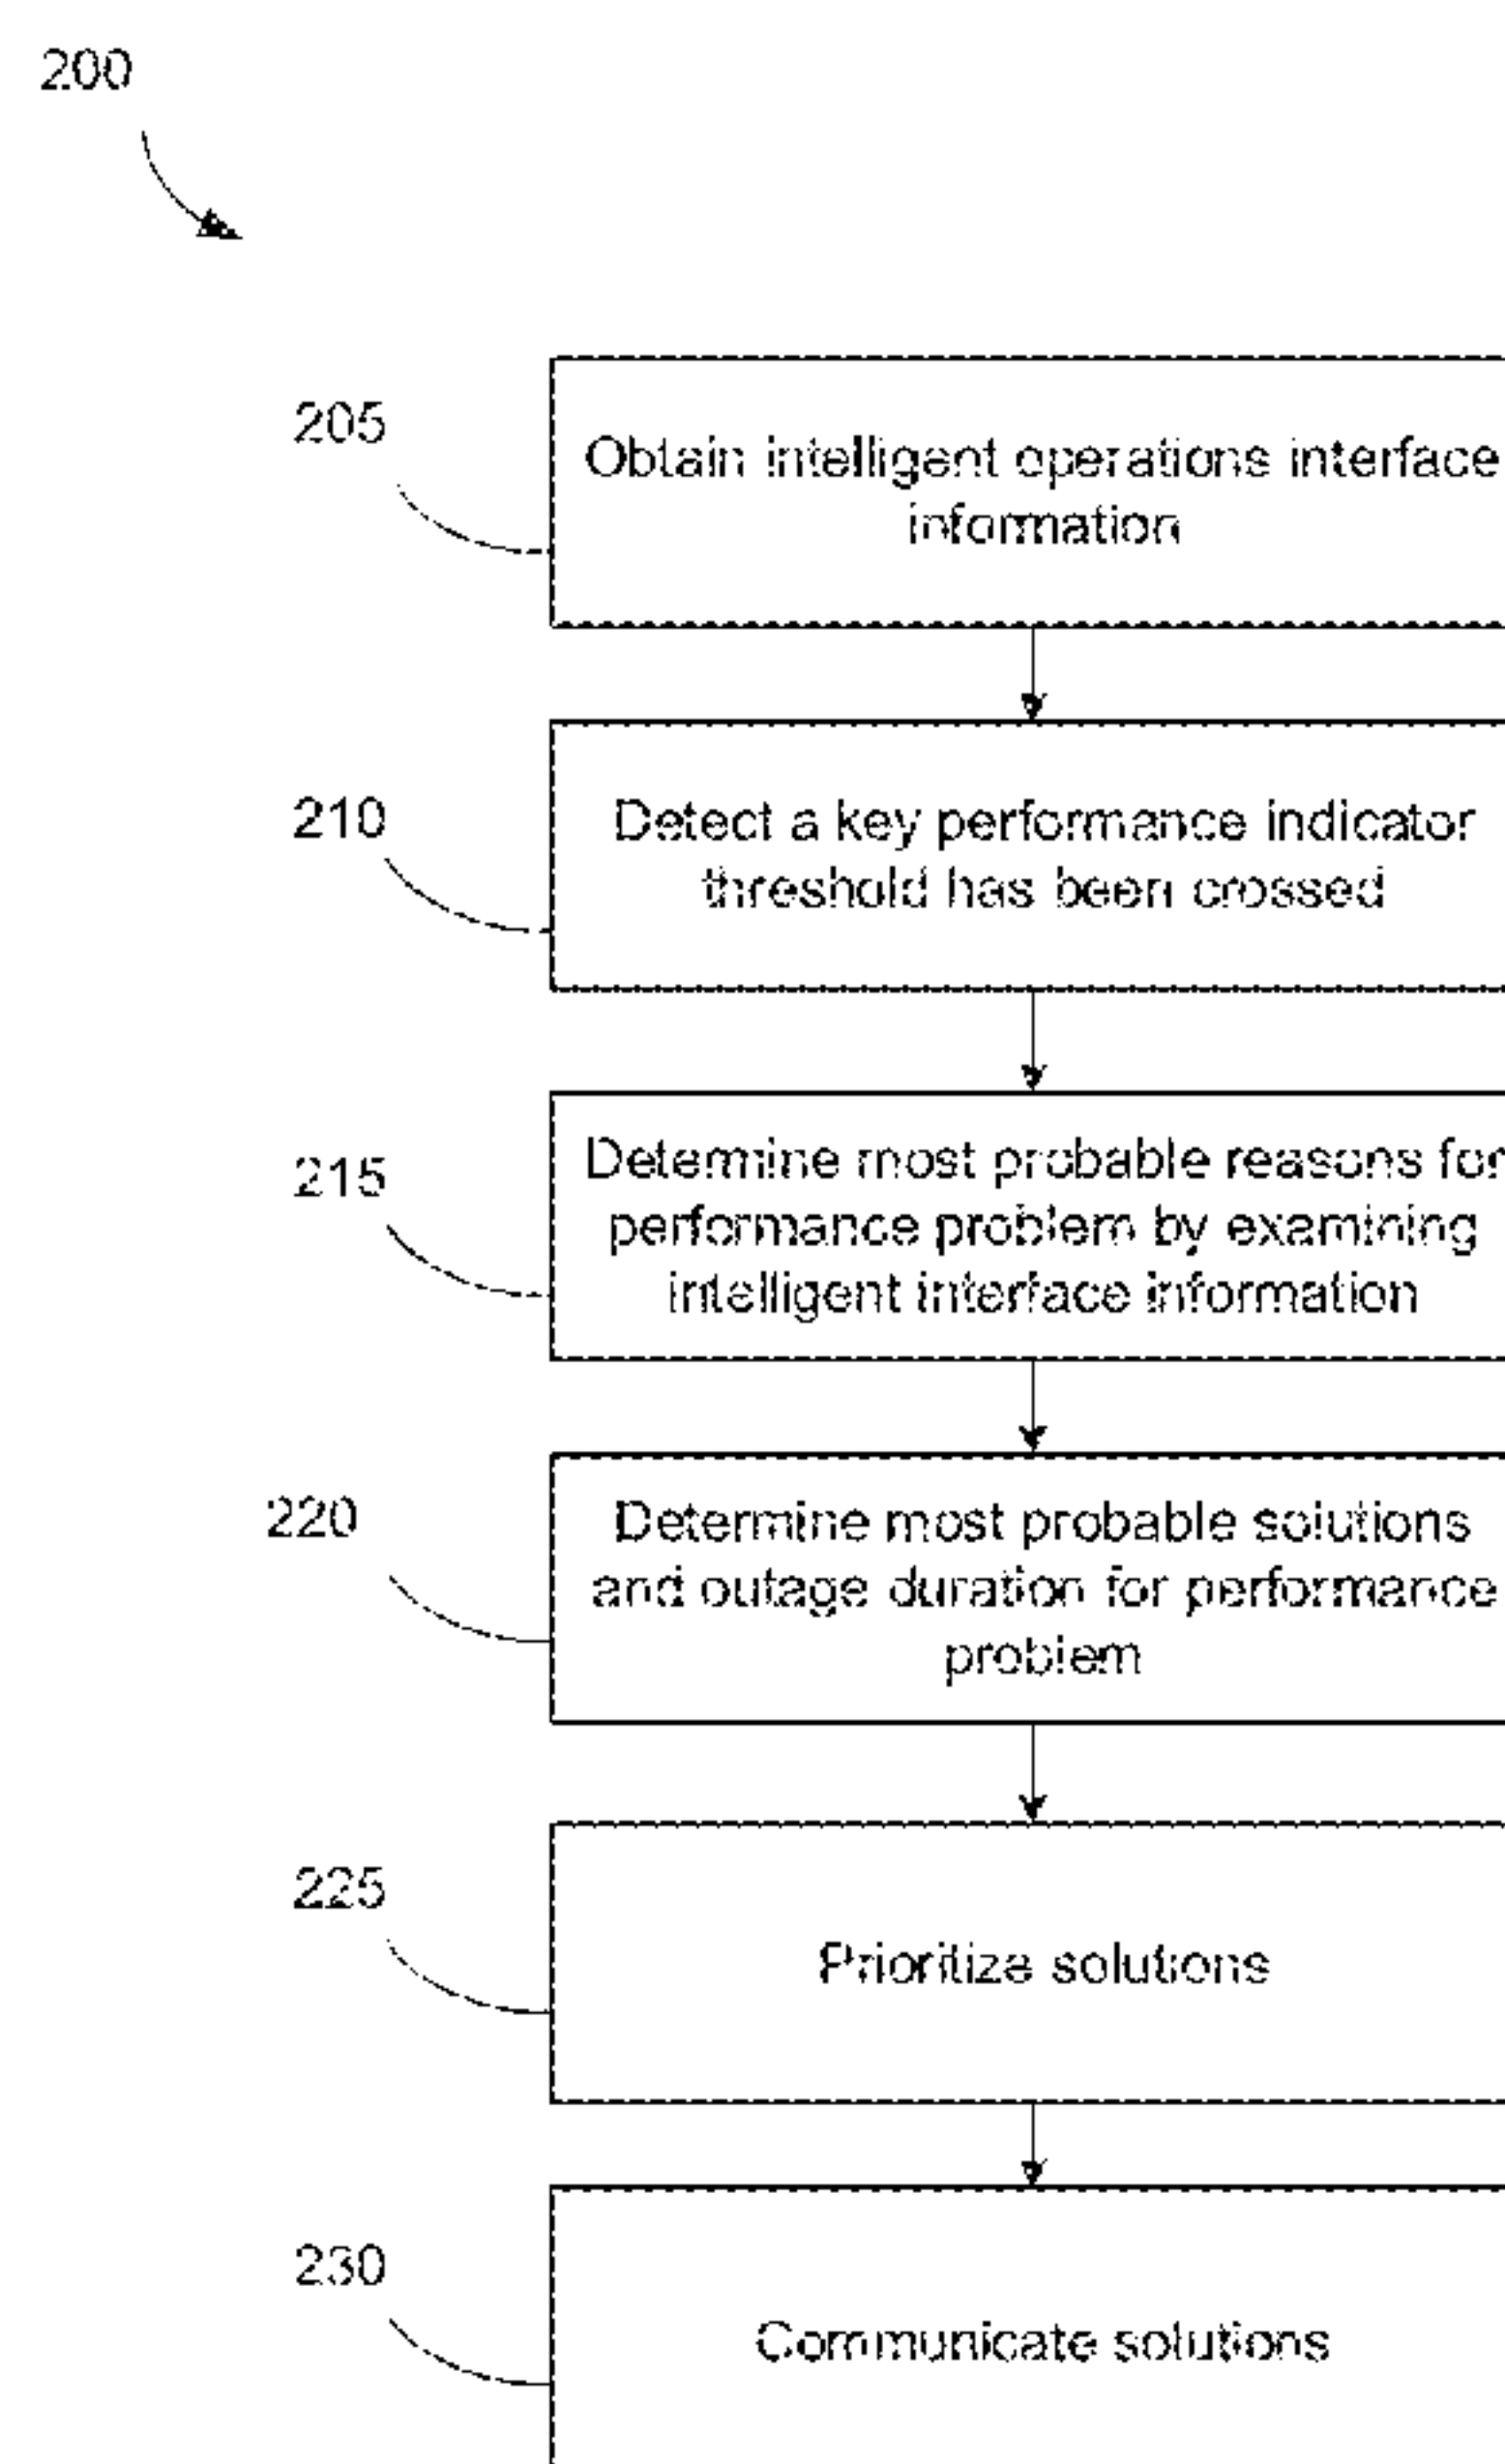 200
205
Obtain intelligent operations interface
information
210
Detect a key performance indicator
threshold has been crossed
215
Determine most probable reasons for
performance problem by examining
intelligent interface information
220
Determine most probable solutions
and outage duration for performance
problem
225
Prioritize solutions
230
Communicate solutions